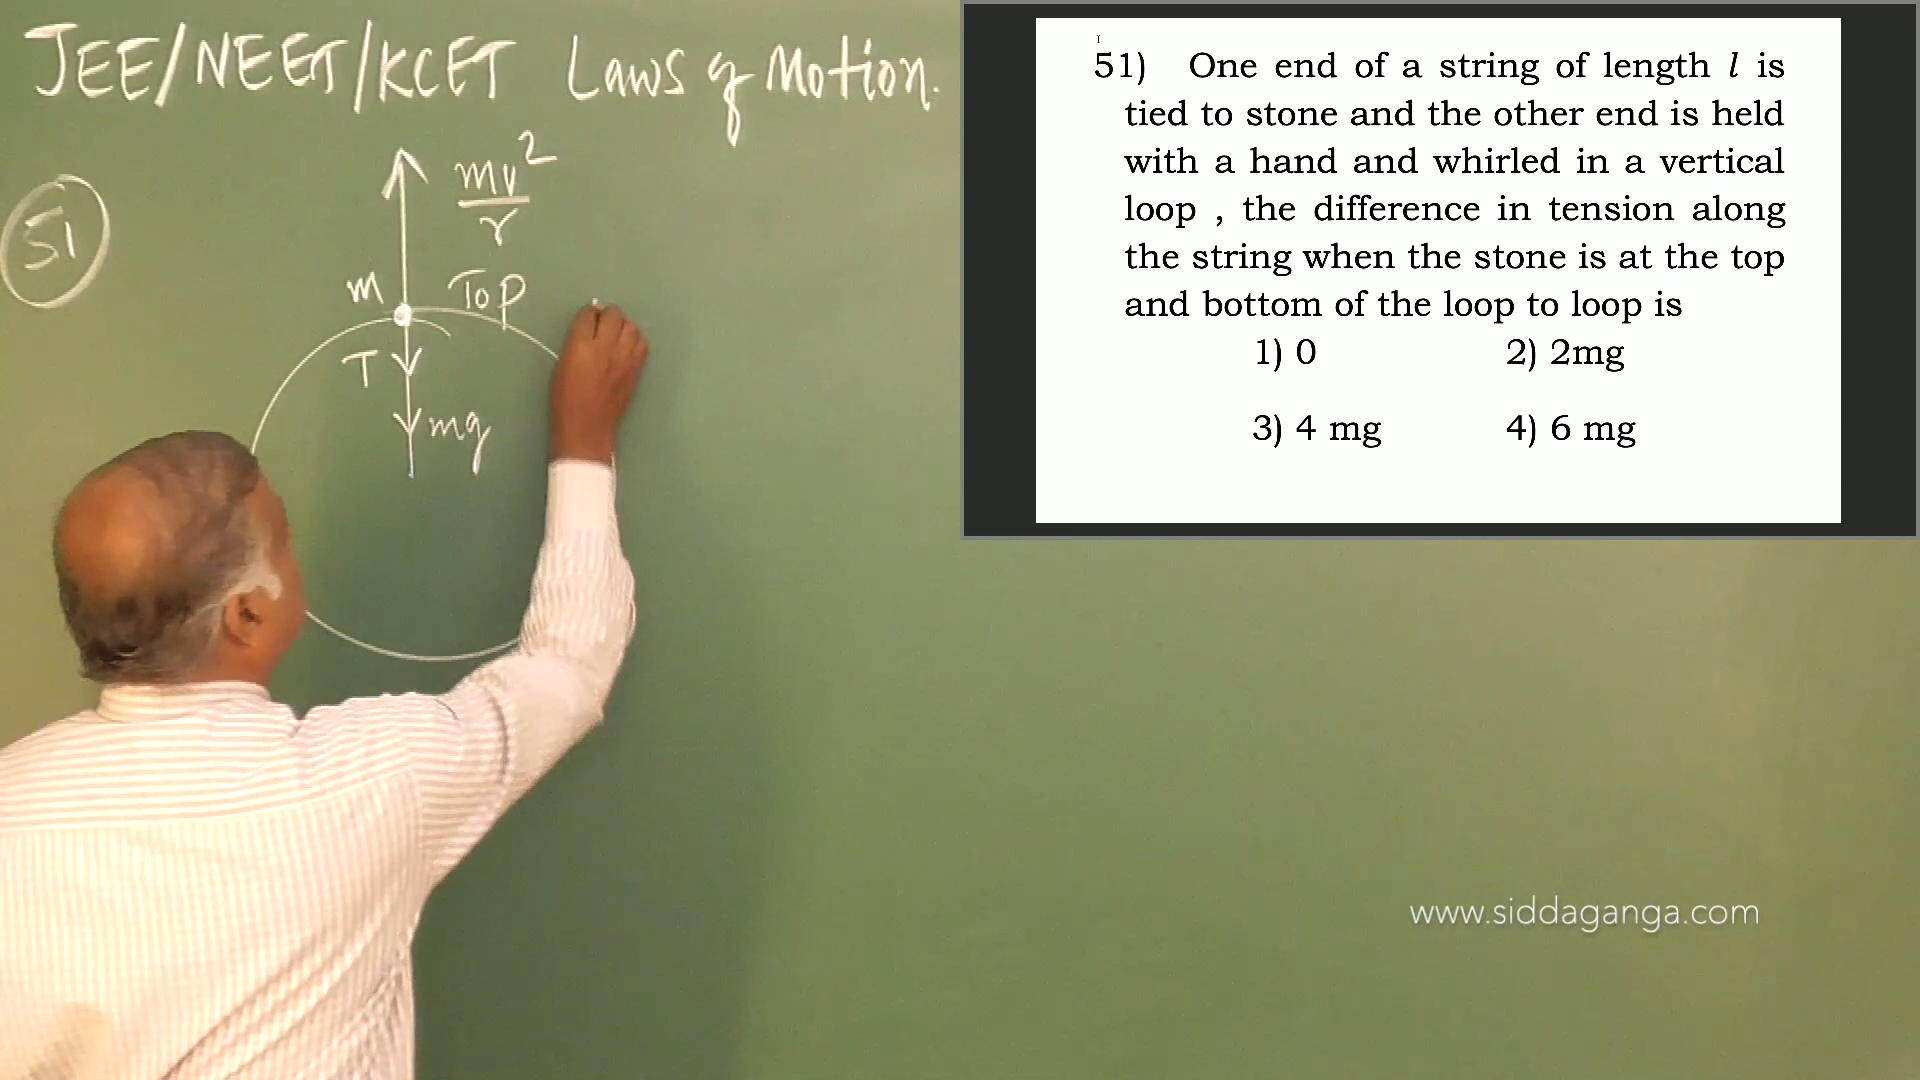 JEE/NEET/KCET Laws of Motion.
51
mv²
r
m
Top
T
mg
51) One end of a string of length l is
tied to stone and the other end is held
with a hand and whirled in a vertical
loop , the difference in tension along
the string when the stone is at the top
and bottom of the loop to loop is
1) 0 2) 2mg
3) 4 mg 4) 6 mg
www.siddaganga.com